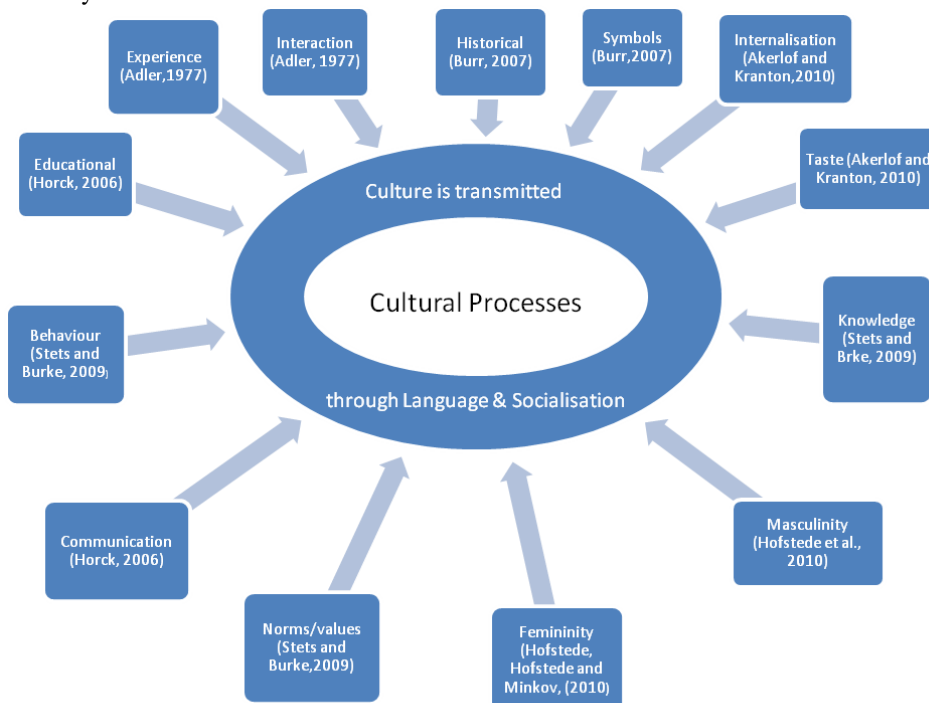 Experience
(Adler,1977)
Interaction
(Adler, 1977)
Historical
(Burr, 2007)
Symbols
(Burr,2007)
Internalisation
(Akerlof and
Kranton,2010)
Educational
(Horck, 2006)
Taste (Akerlof and
Kranton, 2010)
Culture is transmitted
Cultural Processes
through Language & Socialisation
Behaviour
(Stets and
Burke, 2009)
Knowledge
(Stets and
Brke, 2009)
Communication
(Horck, 2006)
Masculinity
(Hofstede et al.,
2010)
Norms/values
(Stets and
Burke,2009)
Femininity
(Hofstede,
Hofstede and
Minkov, (2010)